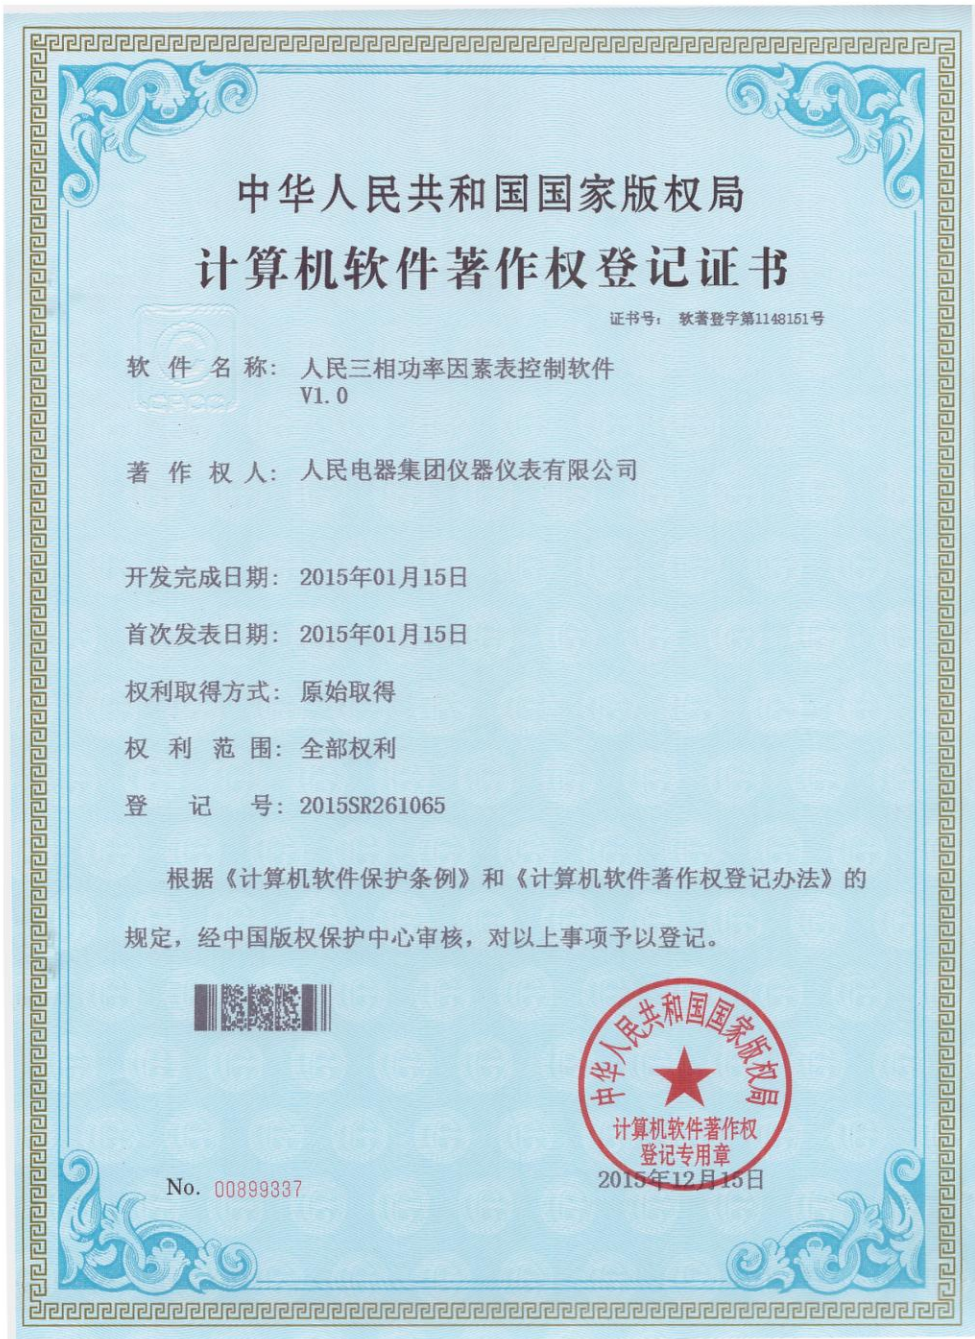 中华人民共和国国家版权局
计算机软件著作权登记证书
证书号： 软著登字第1148151号
软件名称： 人民三相功率因素表控制软件
V1.0
著作权人： 人民电器集团仪器仪表有限公司
开发完成日期： 2015年01月15日
首次发表日期： 2015年01月15日
权利取得方式： 原始取得
权利范围： 全部权利
登记号： 2015SR261065
根据《计算机软件保护条例》和《计算机软件著作权登记办法》的
规定，经中国版权保护中心审核，对以上事项予以登记。
中华人民共和国国家版权局
计算机软件著作权
登记专用章
2015年12月15日
No. 00899337